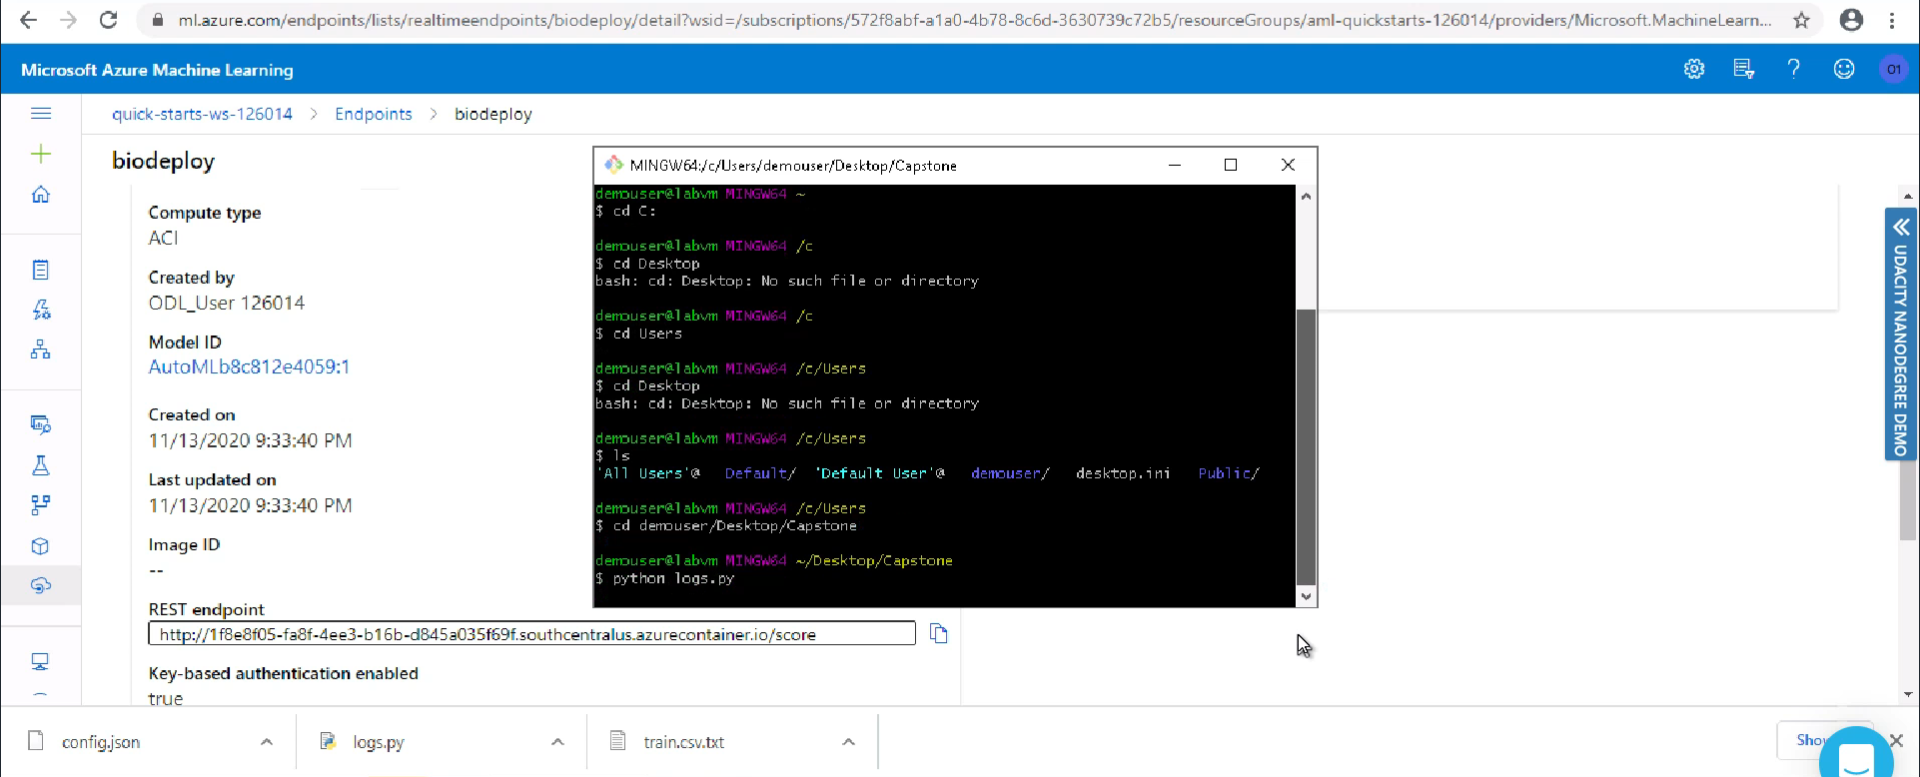 ml.azure.com/endpoints/lists/realtimeendpoints/biodeploy/detail?wsid=/subscriptions/572f8abf-a1a0-4b78-8c6d-3630739c72b5/resourceGroups/aml-quickstarts-126014/providers/Microsoft.MachineLearn...
Microsoft Azure Machine Learning
01
quick-starts-ws-126014 > Endpoints > biodeploy
biodeploy
Compute type
ACI
Created by
ODL_User 126014
Model ID
AutoMLb8c812e4059:1
Created on
11/13/2020 9:33:40 PM
Last updated on
11/13/2020 9:33:40 PM
Image ID
--
REST endpoint
http://1f8e8f05-fa8f-4ee3-b16b-d845a035f69f.southcentralus.azurecontainer.io/score
Key-based authentication enabled
true
MINGW64:/c/Users/demouser/Desktop/Capstone
demouser@labvm MINGW64 ~
$ cd C:
demouser@labvm MINGW64 /c
$ cd Desktop
bash: cd: Desktop: No such file or directory
demouser@labvm MINGW64 /c
$ cd Users
demouser@labvm MINGW64 /c/Users
$ cd Desktop
bash: cd: Desktop: No such file or directory
demouser@labvm MINGW64 /c/Users
$ ls
'All Users'@ Default/ 'Default User'@ demouser/ desktop.ini Public/
demouser@labvm MINGW64 /c/Users
$ cd demouser/Desktop/Capstone
demouser@labvm MINGW64 ~/Desktop/Capstone
$ python logs.py
UDACITY NANODEGREE DEMO
config.json
logs.py
train.csv.txt